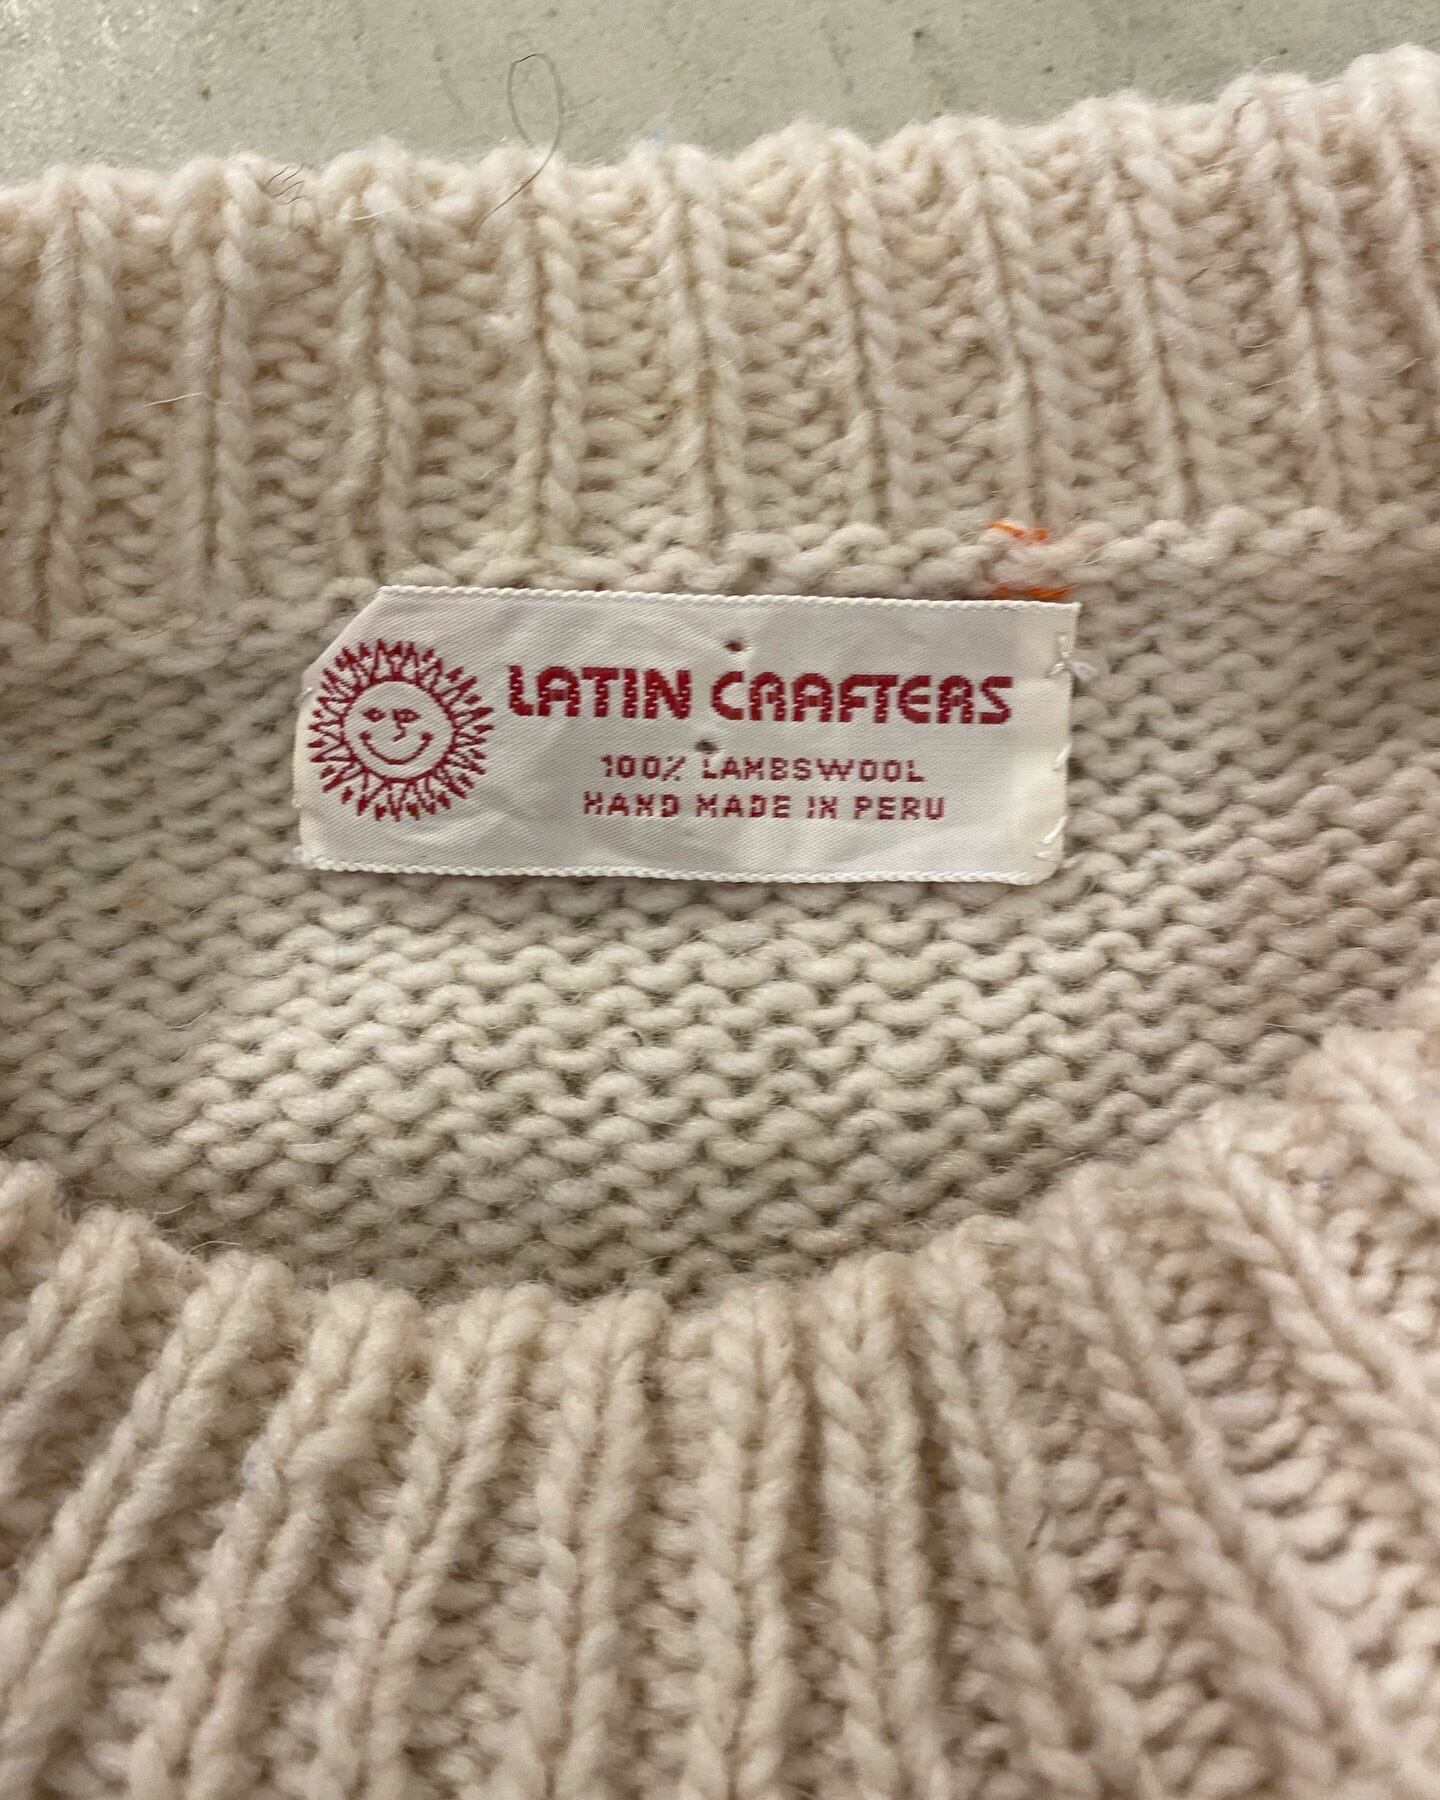 LATIN CRAFTERS
100% LAMBSWOOL
HAND MADE IN PERU